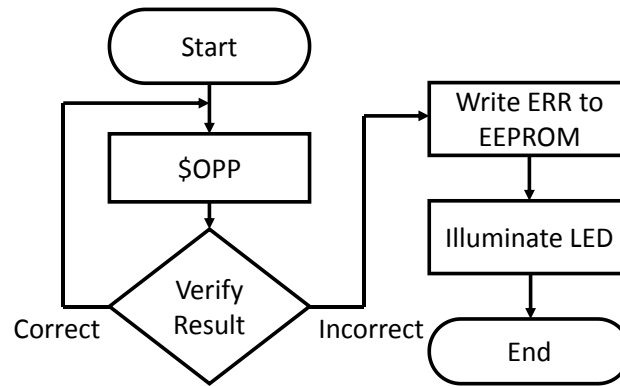 Start
$OPP
Verify
Result
Correct
Incorrect
Write ERR to
EEPROM
Illuminate LED
End